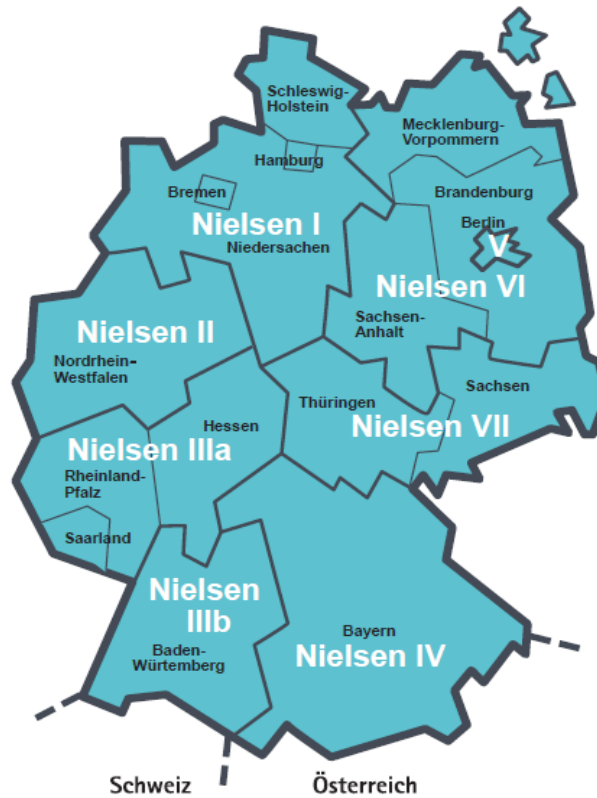 Schleswig-
Holstein
Mecklenburg-
Vorpommern
Hamburg
Bremen
Brandenburg
Nielsen I
Berlin
V
Niedersachen
Nielsen VI
Sachsen-
Anhalt
Nielsen II
Nordrhein-
Westfalen
Sachsen
Thüringen
Hessen
Nielsen VII
Nielsen IIIa
Rheinland-
Pfalz
Saarland
Nielsen
IIIb
Baden-
Würtemberg
Bayern
Nielsen IV
Schweiz
Österreich